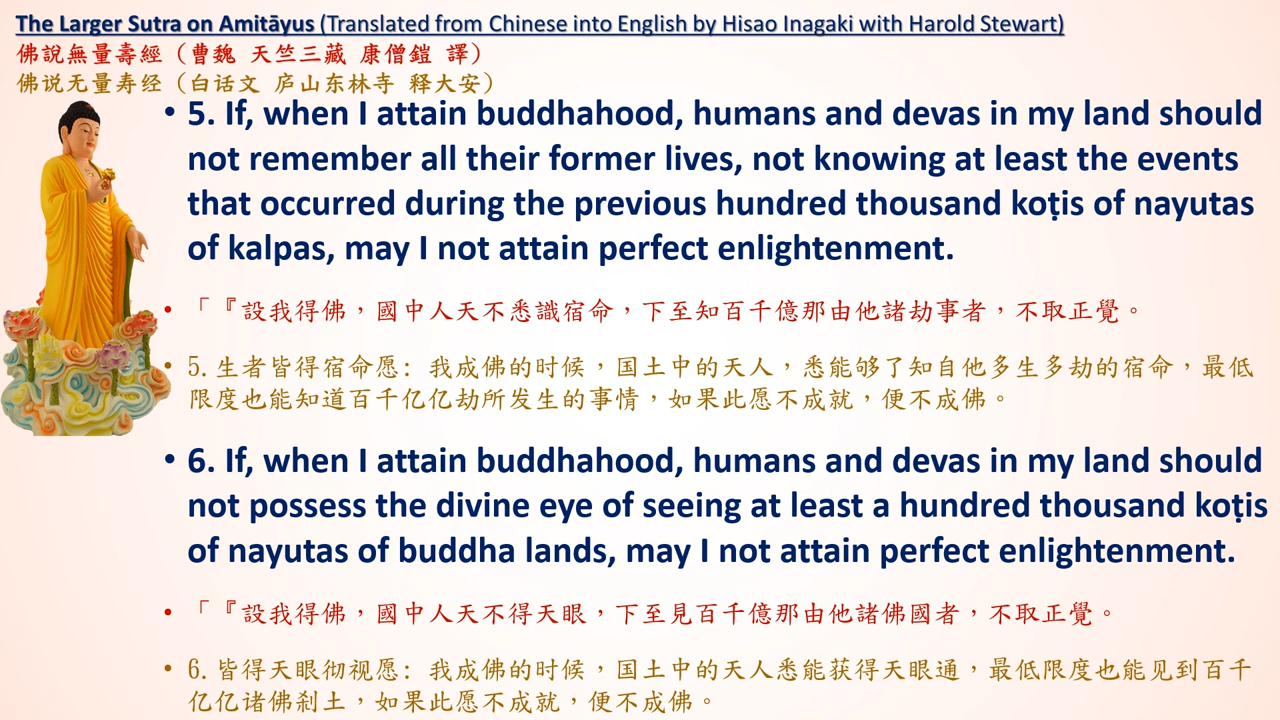 The Larger Sutra on Amitāyus (Translated from Chinese into English by Hisao Inagaki with Harold Stewart)
佛說無量壽經（曹魏 天竺三藏 康僧鎧 譯）
佛说无量寿经（白话文 庐山东林寺 释大安）
• 5. If, when I attain buddhahood, humans and devas in my land should
not remember all their former lives, not knowing at least the events
that occurred during the previous hundred thousand koṭis of nayutas
of kalpas, may I not attain perfect enlightenment.
• 「『設我得佛，國中人天不悉識宿命，下至知百千億那由他諸劫事者，不取正覺。
• 5. 生者皆得宿命愿: 我成佛的时候，国土中的天人，悉能够了知自他多生多劫的宿命，最低
限度也能知道百千亿亿劫所发生的事情，如果此愿不成就，便不成佛。
• 6. If, when I attain buddhahood, humans and devas in my land should
not possess the divine eye of seeing at least a hundred thousand koṭis
of nayutas of buddha lands, may I not attain perfect enlightenment.
• 「『設我得佛，國中人天不得天眼，下至見百千億那由他諸佛國者，不取正覺。
• 6. 皆得天眼彻视愿: 我成佛的时候，国土中的天人悉能获得天眼通，最低限度也能见到百千
亿亿诸佛刹土，如果此愿不成就，便不成佛。